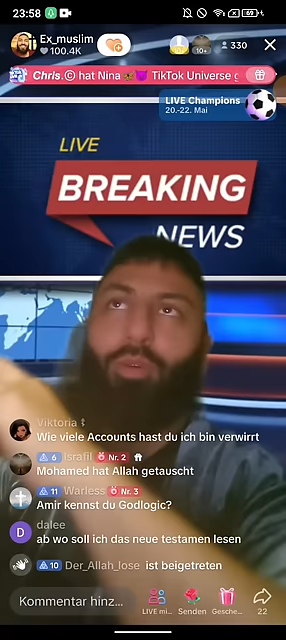 23:58
69
Ex_muslim
100.4K
10+
330
Chris.© hat Nina 🦋😈 TikTok Universe g
LIVE Champions
20.-22. Mai
LIVE
BREAKING
NEWS
Viktoria
Wie viele Accounts hast du ich bin verwirrt
6 Israfil Nr. 2
Mohamed hat Allah getauscht
11 Warless Nr. 3
Amir kennst du Godlogic?
D dalee
ab wo soll ich das neue testamen lesen
10 Der_Allah_lose ist beigetreten
Kommentar hinz...
LIVE mi...
Senden
Gesche...
22